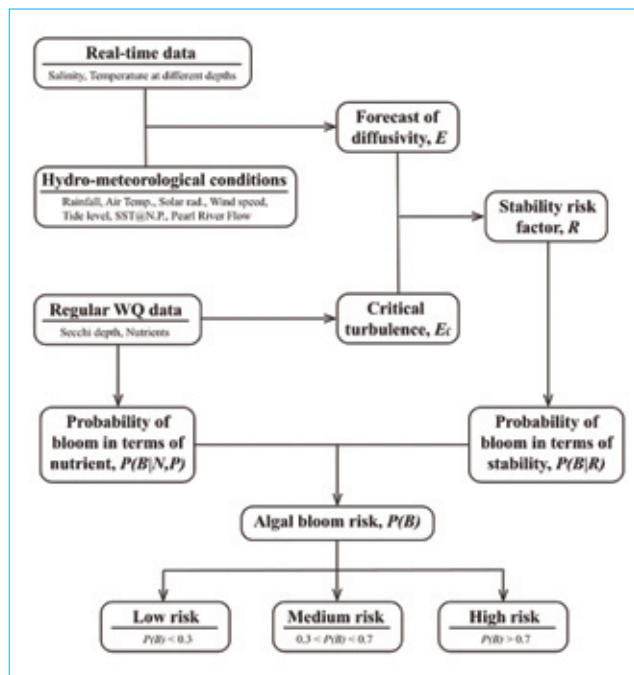 Real-time data
Salinity, Temperature at different depths
Forecast of
diffusivity, E
Hydro-meteorological conditions
Rainfall, Air Temp., Solar rad., Wind speed,
Tide level, SST@N.P., Pearl River Flow
Stability risk
factor, R
Regular WQ data
Secchi depth, Nutrients
Critical
turbulence, Ec
Probability of
bloom in terms of
nutrient, P(B|N,P)
Probability of
bloom in terms of
stability, P(B|R)
Algal bloom risk, P(B)
Low risk
P(B) < 0.3
Medium risk
0.3 < P(B) < 0.7
High risk
P(B) > 0.7